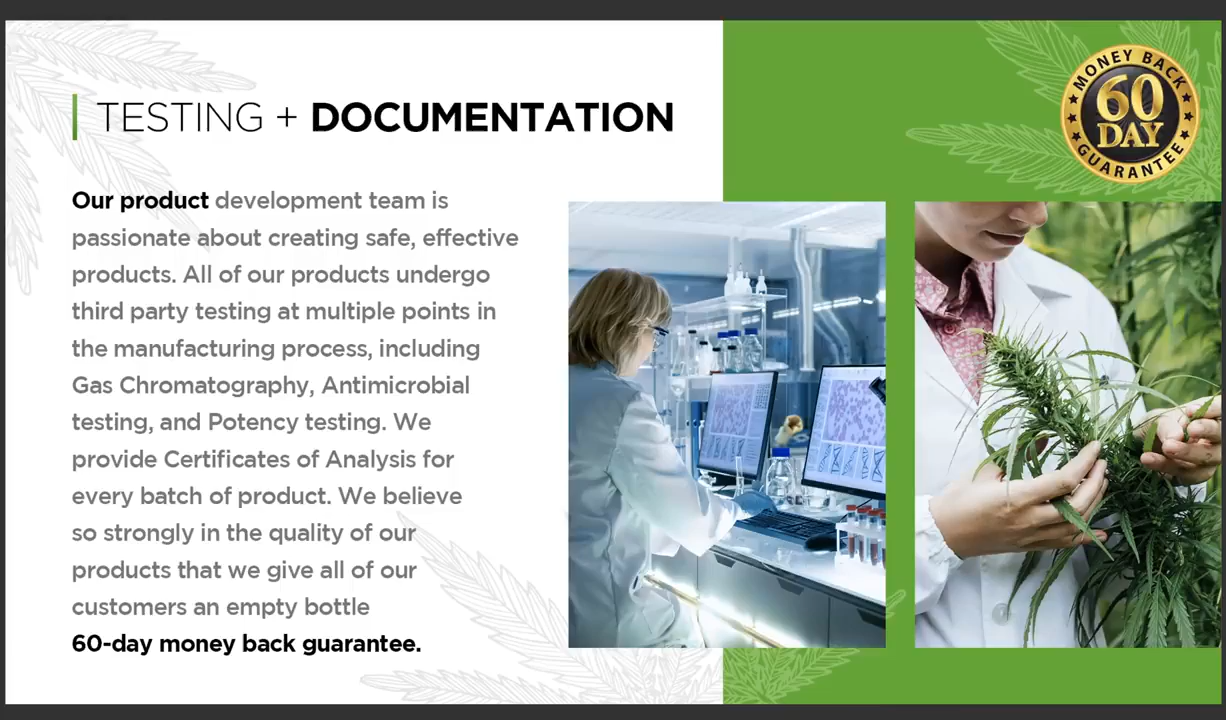 TESTING + DOCUMENTATION
MONEY BACK
60
DAY
GUARANTEE
Our product development team is
passionate about creating safe, effective
products. All of our products undergo
third party testing at multiple points in
the manufacturing process, including
Gas Chromatography, Antimicrobial
testing, and Potency testing. We
provide Certificates of Analysis for
every batch of product. We believe
so strongly in the quality of our
products that we give all of our
customers an empty bottle
60-day money back guarantee.